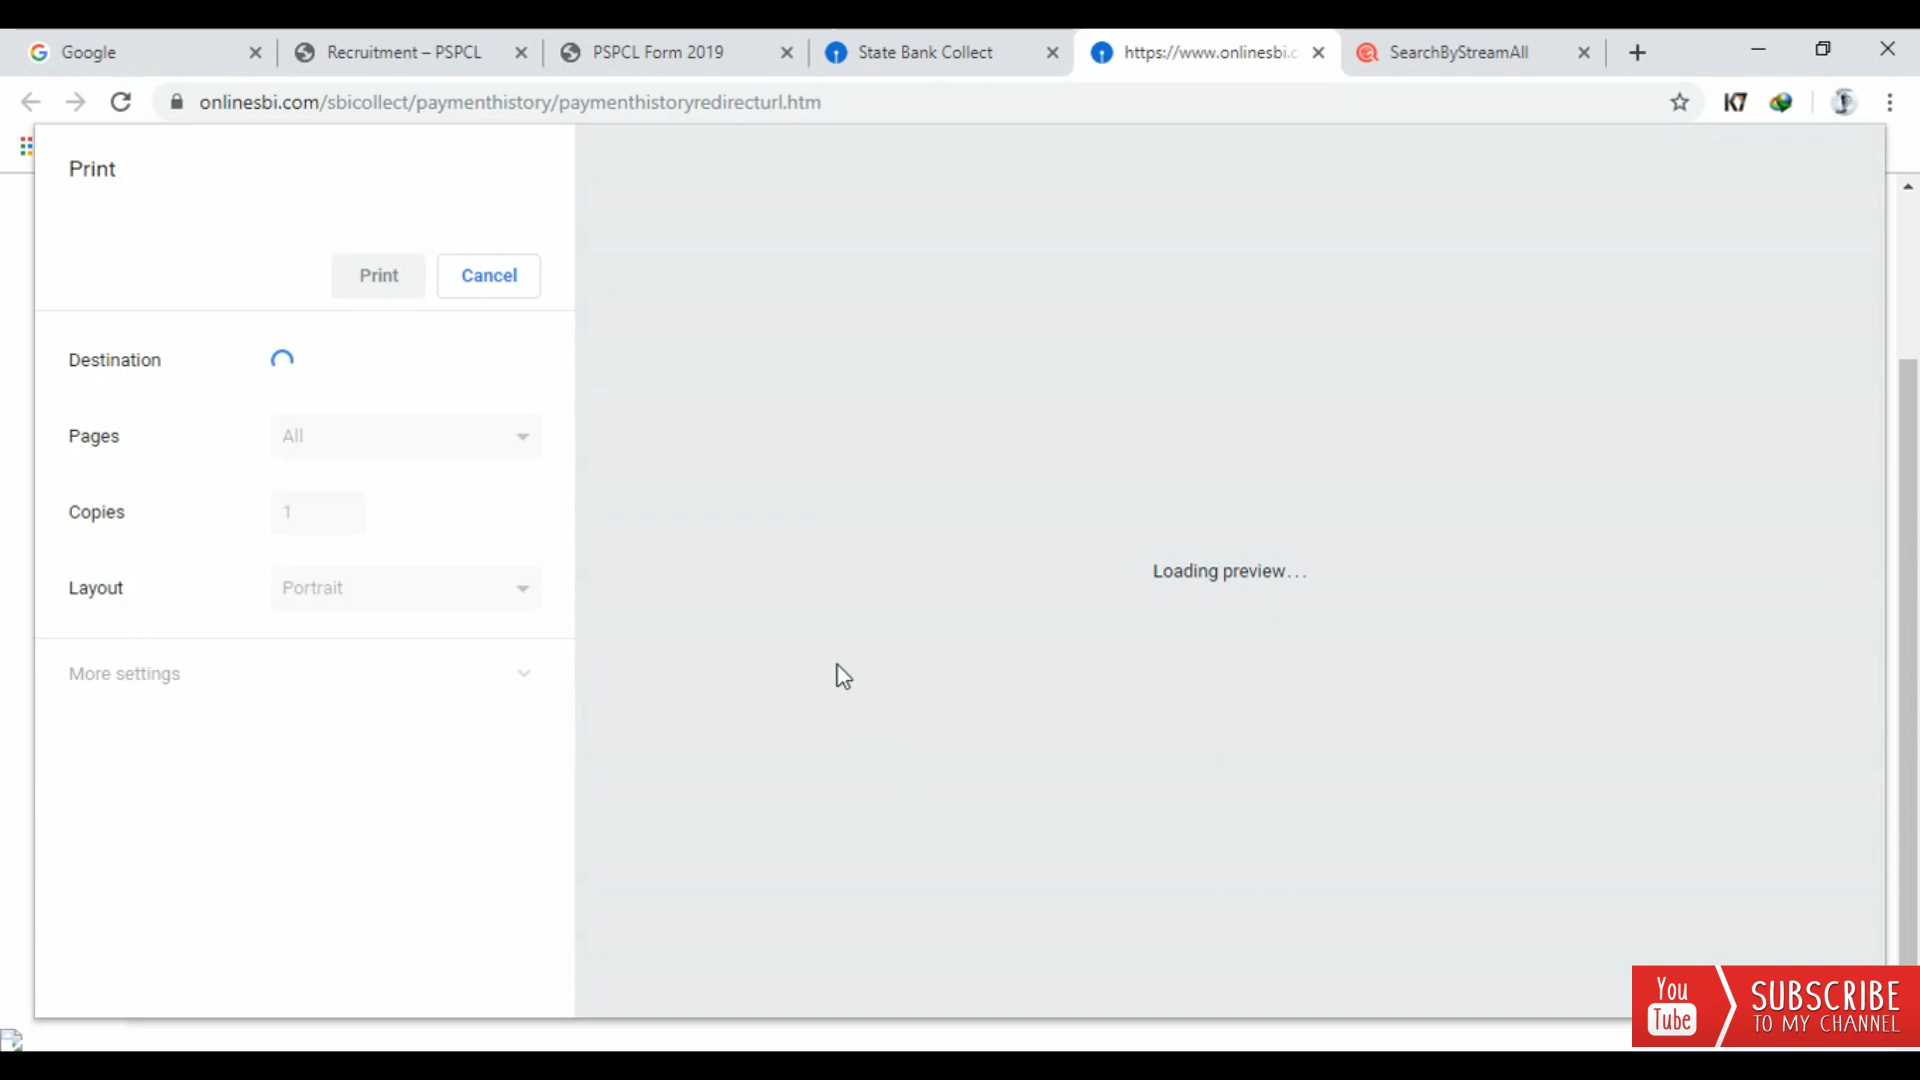 Google
Recruitment – PSPCL
PSPCL Form 2019
State Bank Collect
https://www.onlinesbi.c
SearchByStreamAll
onlinesbi.com/sbicollect/paymenthistory/paymenthistoryredirecturl.htm
K7
Print
Print
Cancel
Destination
Pages
All
Copies
1
Layout
Portrait
More settings
Loading preview...
You
Tube
SUBSCRIBE
TO MY CHANNEL